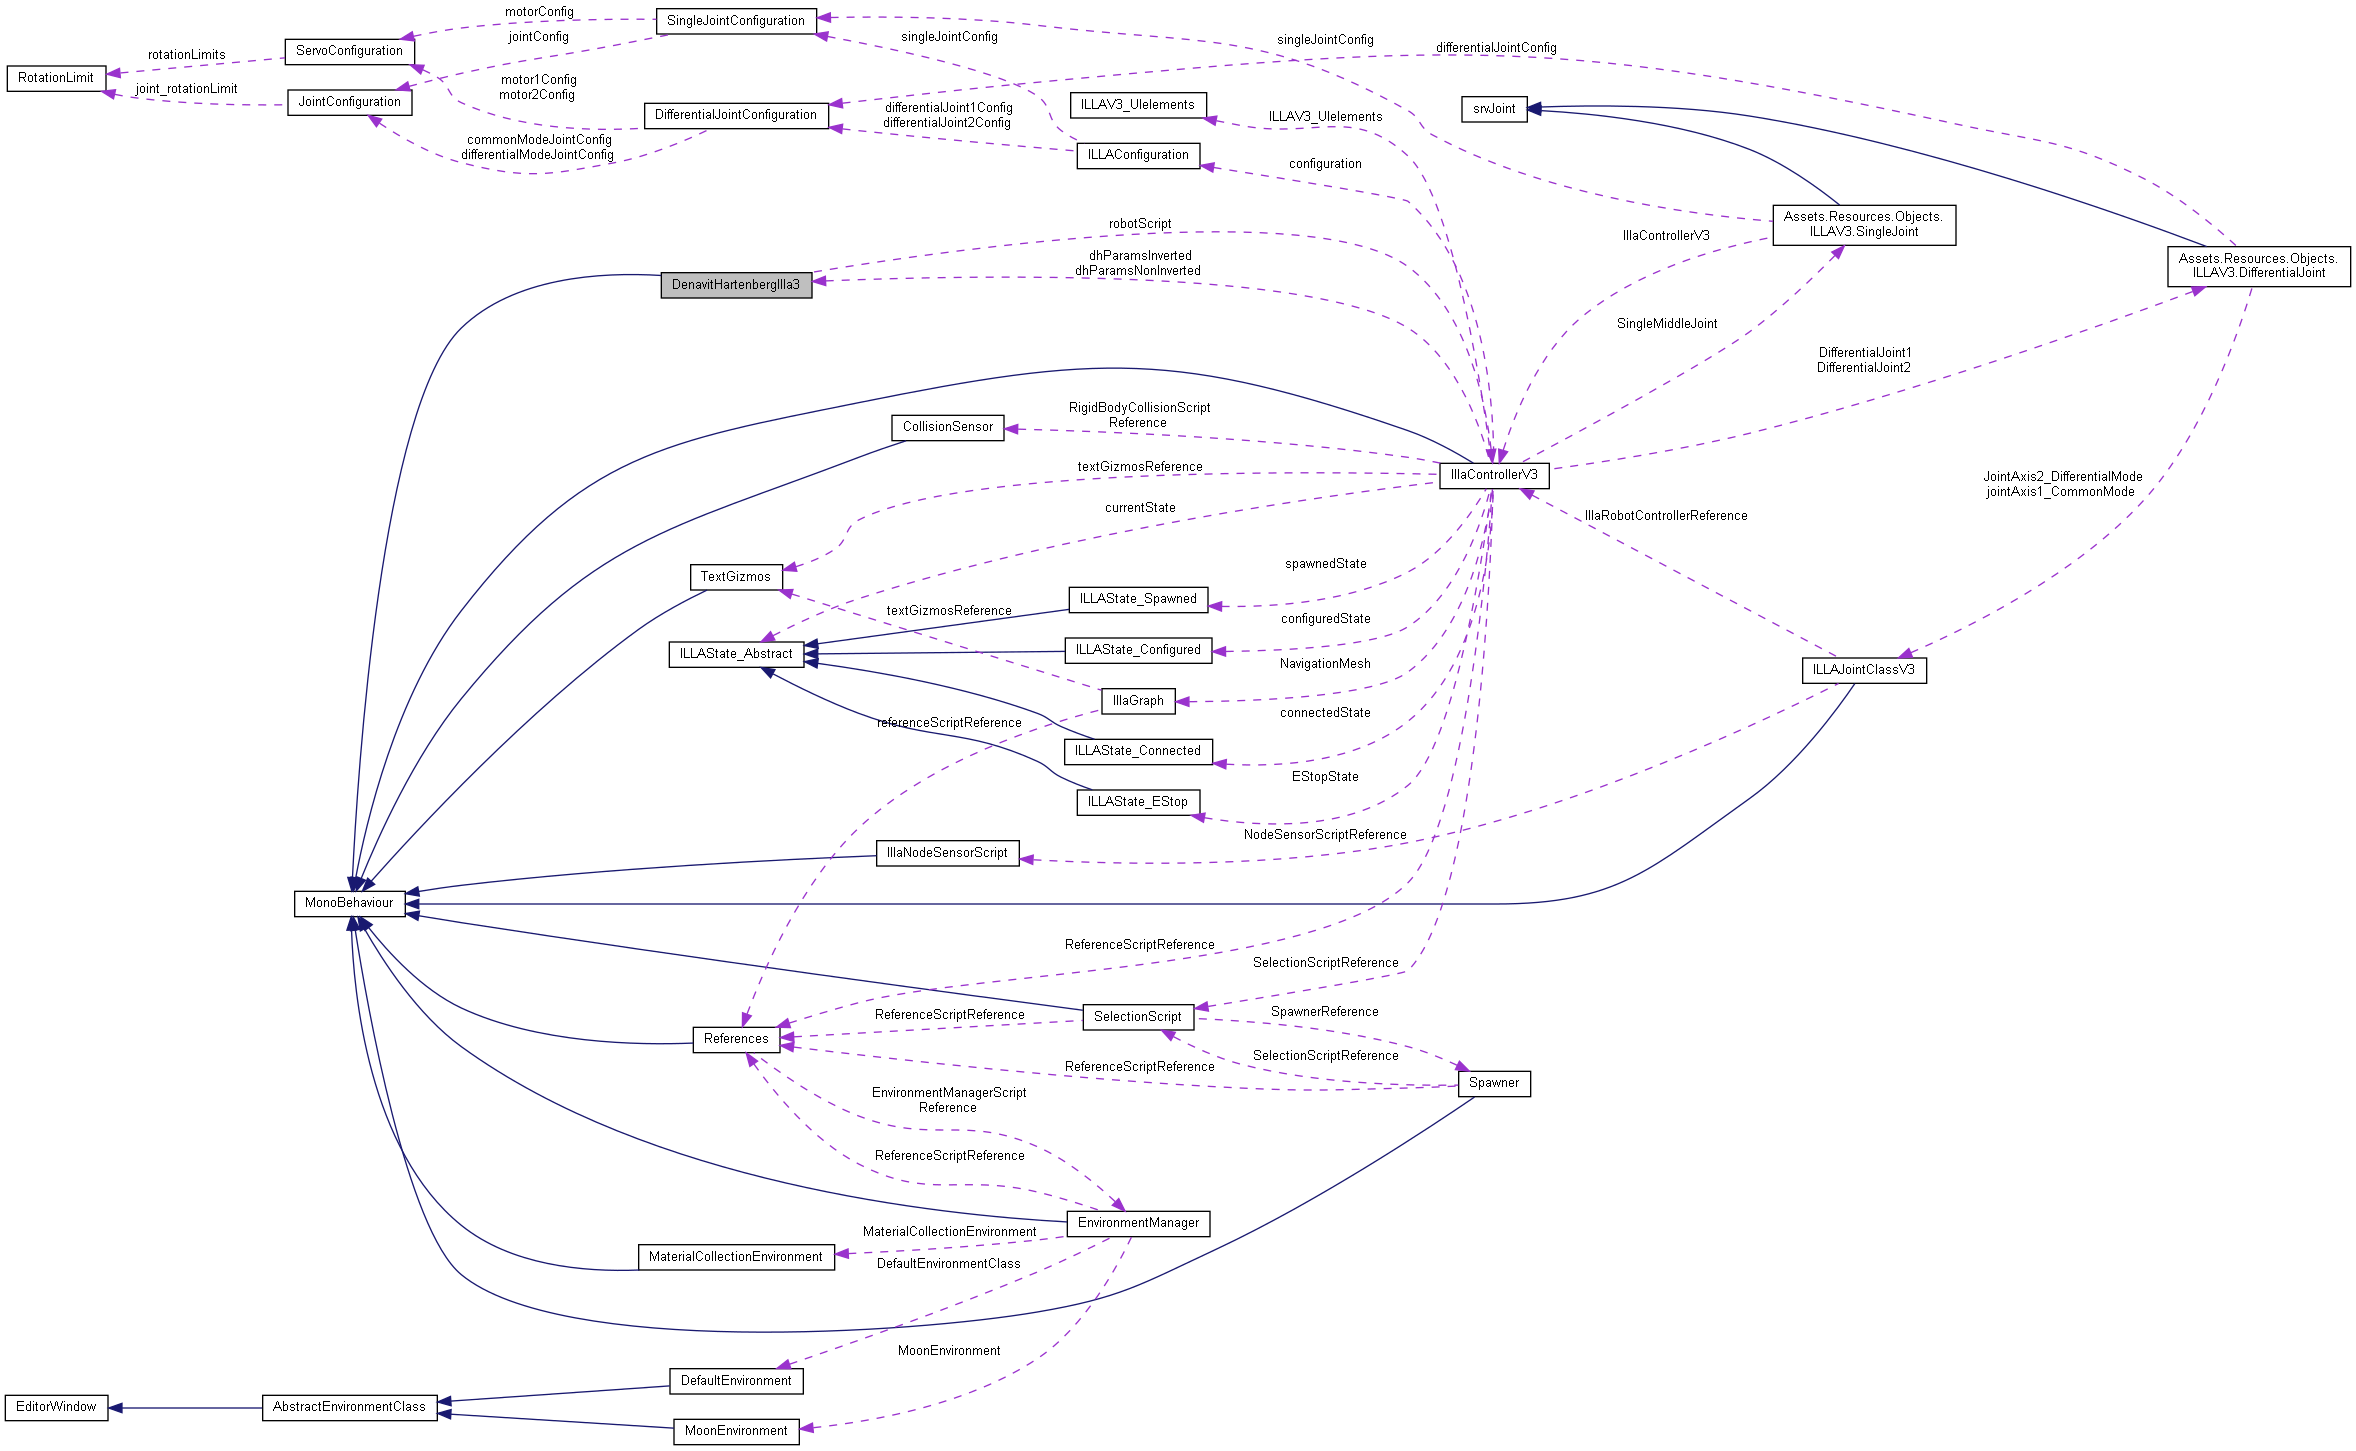 motorConfig
SingleJointConfiguration
jointConfig
singleJointConfig
singleJointConfig
differentialJointConfig
ServoConfiguration
rotationLimits
RotationLimit
joint_rotationLimit
JointConfiguration
motor1Config
motor2Config
DifferentialJointConfiguration
differentialJoint1Config
differentialJoint2Config
ILLAV3_UIelements
ILLAV3_UIelements
srvJoint
commonModeJointConfig
differentialModeJointConfig
ILLAConfiguration
configuration
robotScript
IllaControllerV3
Assets.Resources.Objects.
ILLAV3.SingleJoint
dhParamsInverted
dhParamsNonInverted
DenavitHartenbergIlla3
Assets.Resources.Objects.
ILLAV3.DifferentialJoint
SingleMiddleJoint
DifferentialJoint1
DifferentialJoint2
RigidBodyCollisionScript
Reference
CollisionSensor
textGizmosReference
IllaControllerV3
JointAxis2_DifferentialMode
jointAxis1_CommonMode
currentState
IllaRobotControllerReference
spawnedState
TextGizmos
ILLAState_Spawned
textGizmosReference
configuredState
ILLAState_Abstract
ILLAState_Configured
NavigationMesh
ILLAJointClassV3
IllaGraph
referenceScriptReference
connectedState
ILLAState_Connected
EStopState
ILLAState_EStop
NodeSensorScriptReference
IllaNodeSensorScript
MonoBehaviour
ReferenceScriptReference
SelectionScriptReference
SelectionScript
ReferenceScriptReference
SpawnerReference
References
SelectionScriptReference
ReferenceScriptReference
Spawner
EnvironmentManagerScript
Reference
ReferenceScriptReference
EnvironmentManager
MaterialCollectionEnvironment
MaterialCollectionEnvironment
DefaultEnvironmentClass
MoonEnvironment
DefaultEnvironment
EditorWindow
AbstractEnvironmentClass
MoonEnvironment